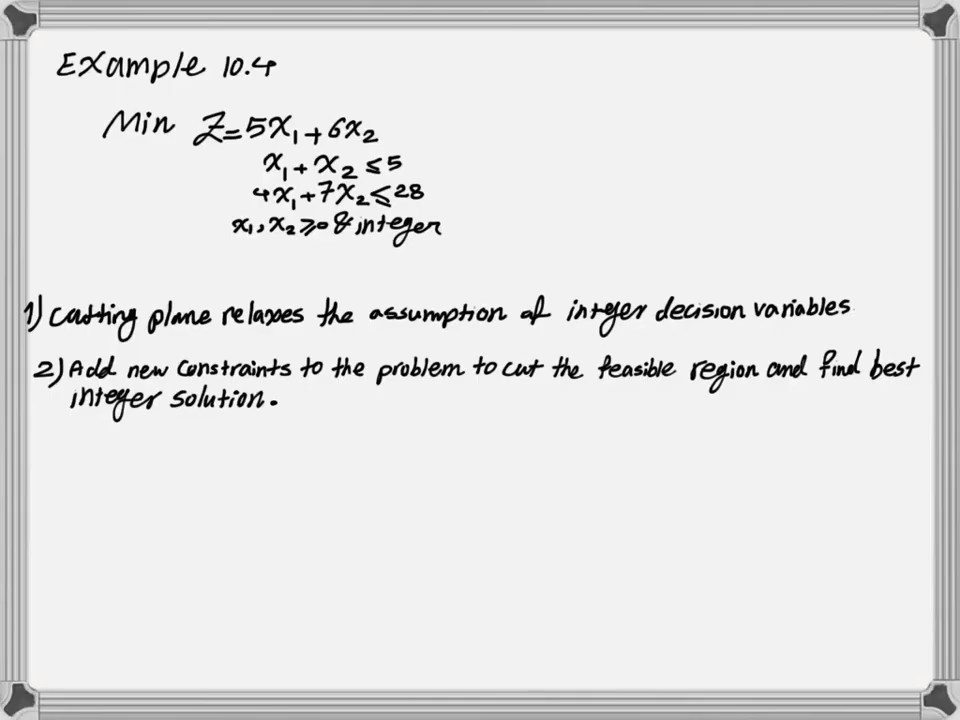 Example 10.4
Min Z=5x₁+6x₂
x₁+x₂≤5
4x₁+7x₂≤28
x₁,x₂≥0 & integer
1) Cutting plane relaxes the assumption of integer decision variables
2) Add new constraints to the problem to cut the feasible region and find best
integer solution.